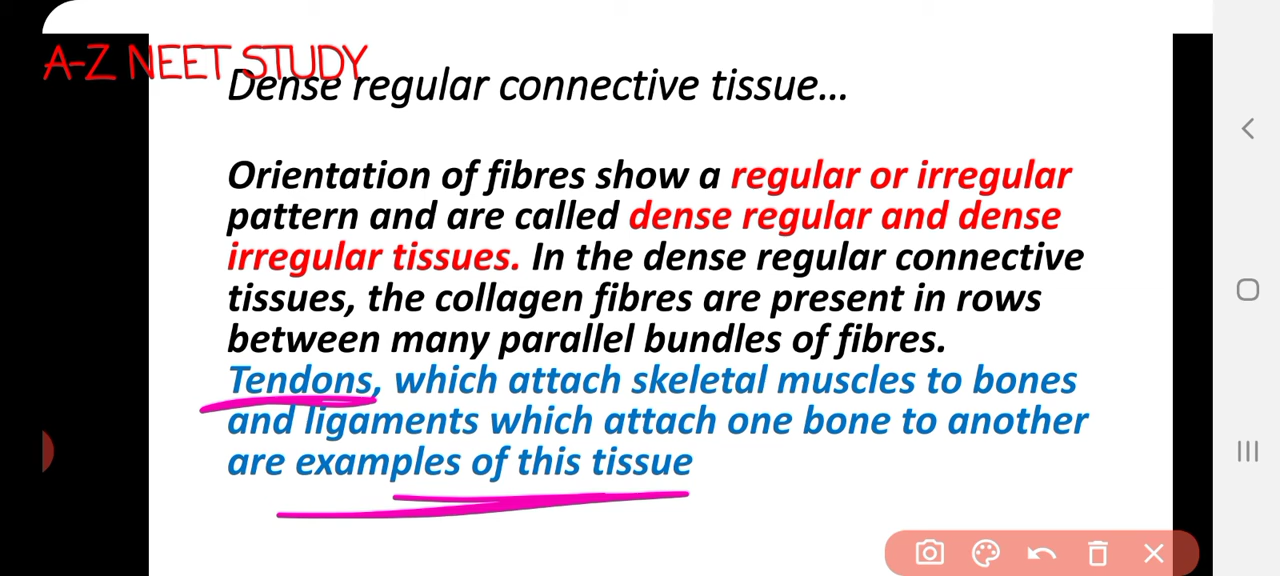 A-Z NEET STUDY
Dense regular connective tissue...
Orientation of fibres show a regular or irregular
pattern and are called dense regular and dense
irregular tissues. In the dense regular connective
tissues, the collagen fibres are present in rows
between many parallel bundles of fibres.
Tendons, which attach skeletal muscles to bones
and ligaments which attach one bone to another
are examples of this tissue